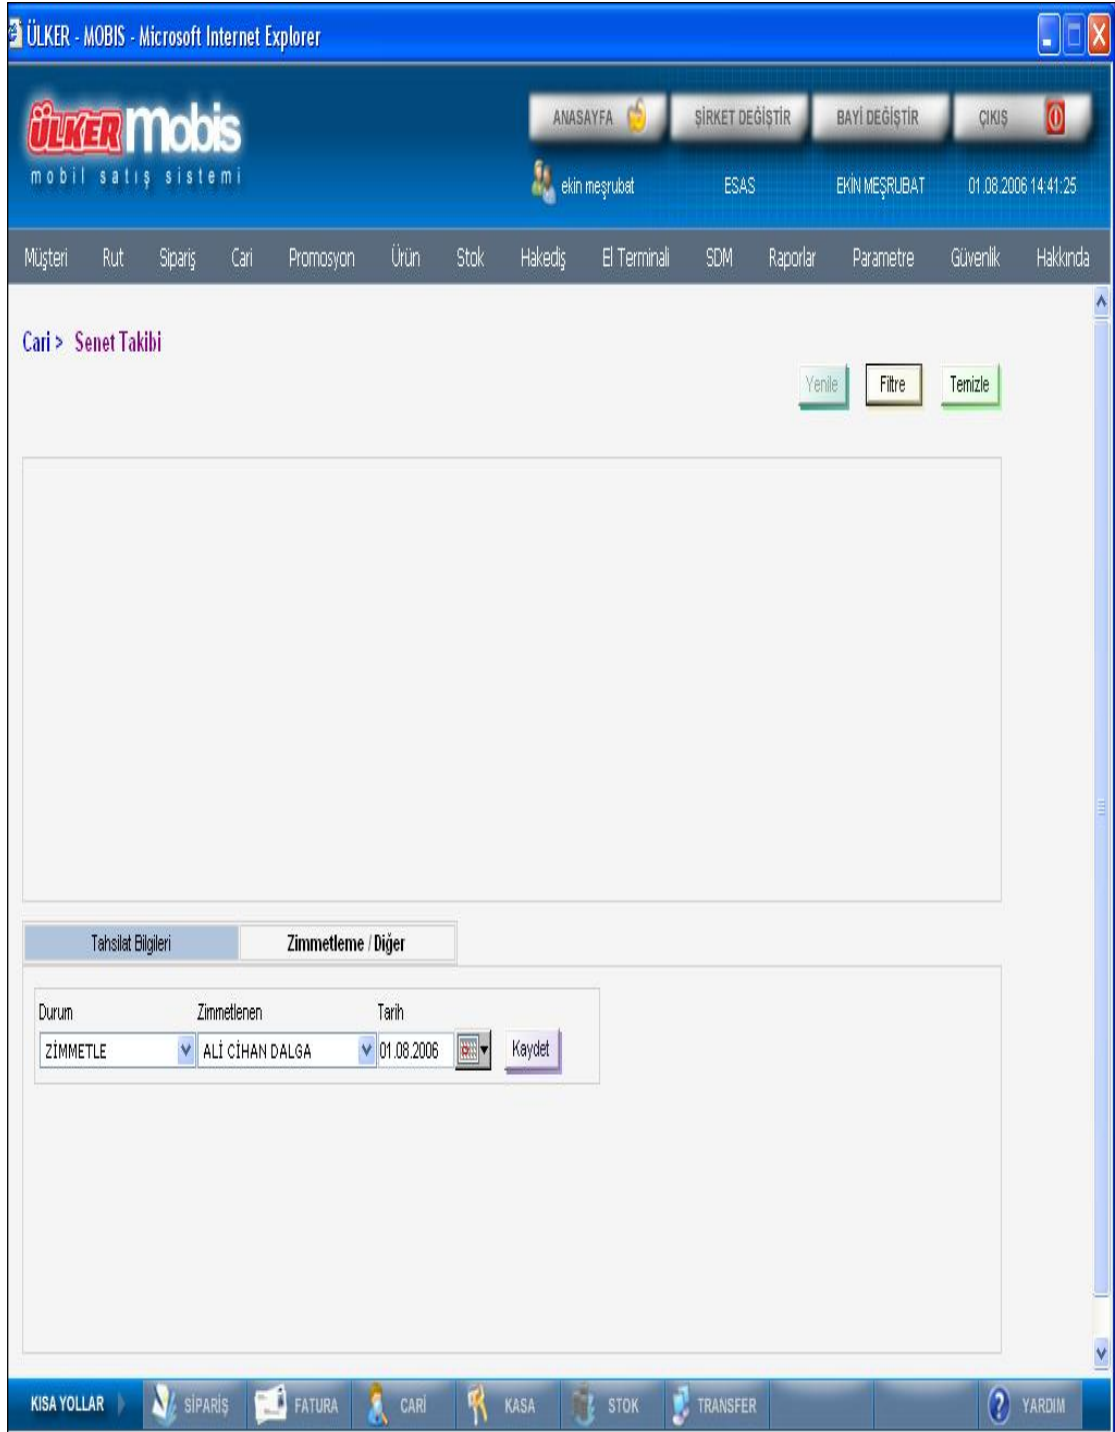 ÜLKER - MOBIS - Microsoft Internet Explorer
ÜLKER mobis
mobil satış sistemi
ANASAYFA ŞİRKET DEĞİŞTİR BAYİ DEĞİŞTİR ÇIKIŞ
ekin meşrubat ESAS EKİN MEŞRUBAT 01.08.2006 14:41:25
Müşteri Rut Sipariş Cari Promosyon Ürün Stok Hakediş El Terminali SDM Raporlar Parametre Güvenlik Hakkında
Cari > Senet Takibi
Yenile Filtre Temizle
Tahsilat Bilgileri Zimmetleme / Diğer
Durum Zimmetlenen Tarih
ZİMMETLE ALİ CİHAN DALGA 01.08.2006 Kaydet
KISA YOLLAR SİPARİŞ FATURA CARİ KASA STOK TRANSFER YARDIM